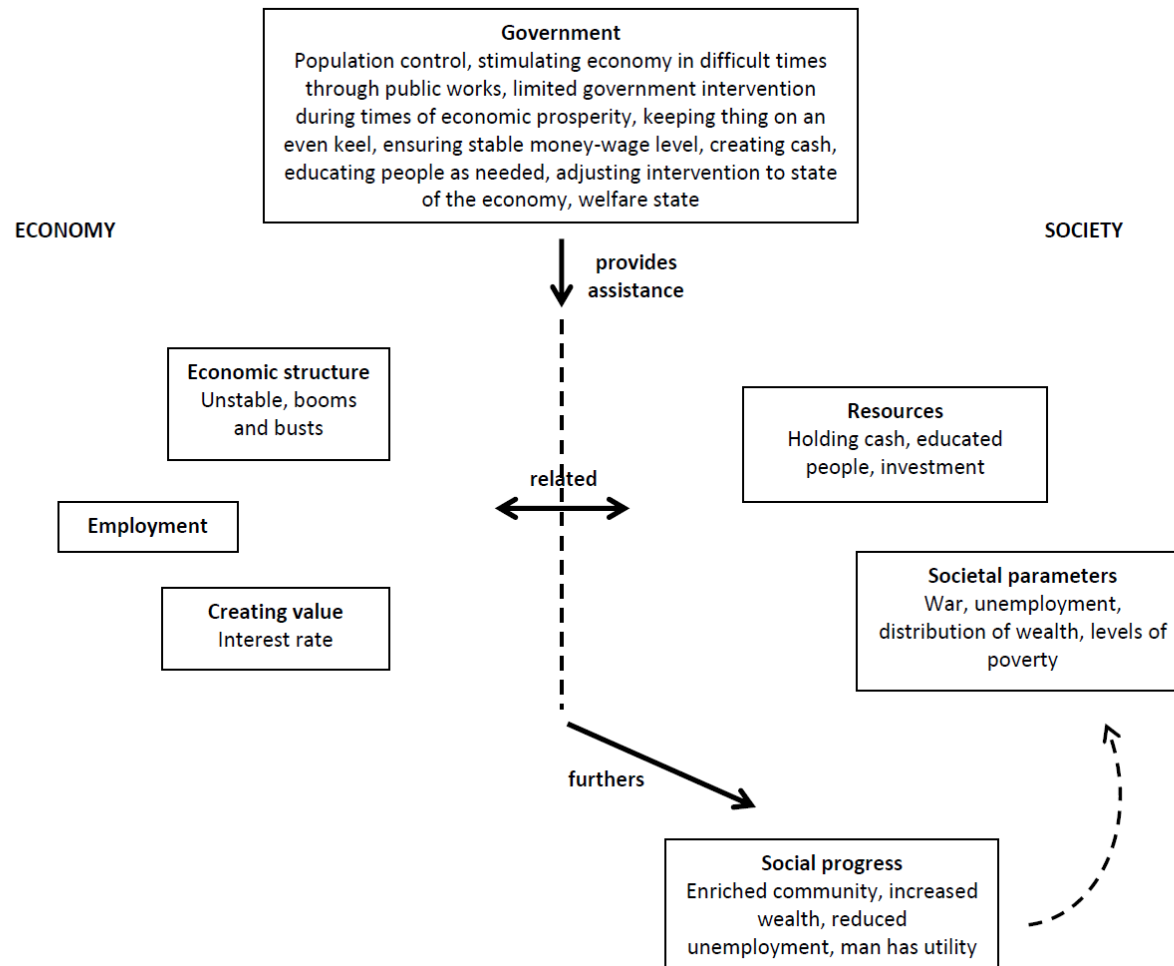 Government
Population control, stimulating economy in difficult times
through public works, limited government intervention
during times of economic prosperity, keeping thing on an
even keel, ensuring stable money-wage level, creating cash,
educating people as needed, adjusting intervention to state
of the economy, welfare state
ECONOMY
SOCIETY
provides
assistance
Economic structure
Unstable, booms
and busts
Resources
Holding cash, educated
people, investment
related
Employment
Societal parameters
War, unemployment,
distribution of wealth, levels of
poverty
Creating value
Interest rate
furthers
Social progress
Enriched community, increased
wealth, reduced
unemployment, man has utility